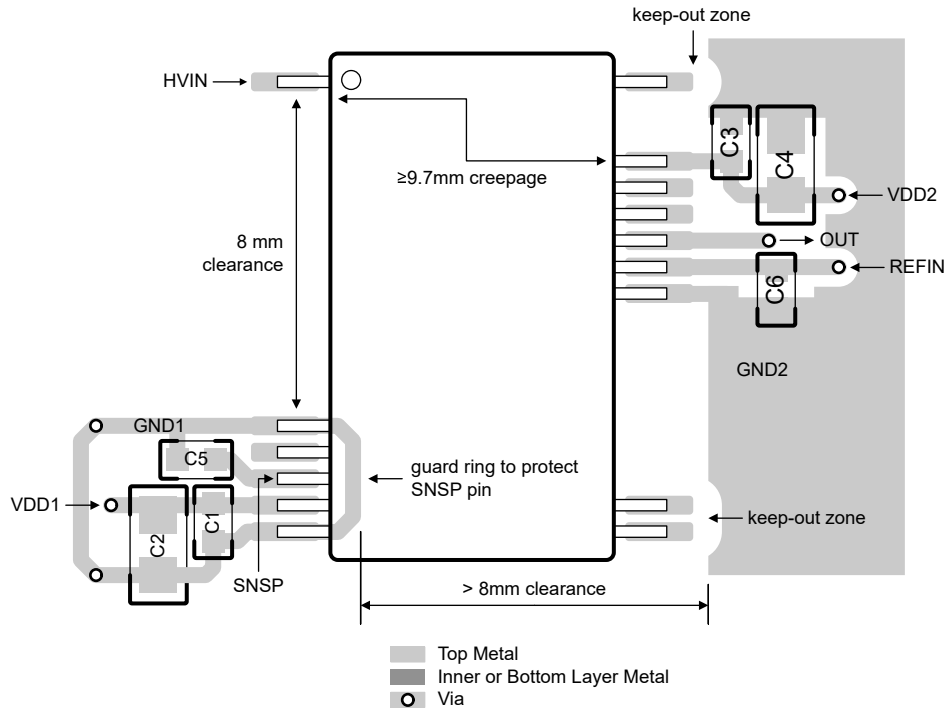 keep-out zone
HVIN
C3
C4
≥9.7mm creepage
VDD2
8 mm
clearance
OUT
REFIN
C6
GND2
GND1
C5
guard ring to protect
SNSP pin
VDD1
C1
C2
keep-out zone
SNSP
> 8mm clearance
Top Metal
Inner or Bottom Layer Metal
Via